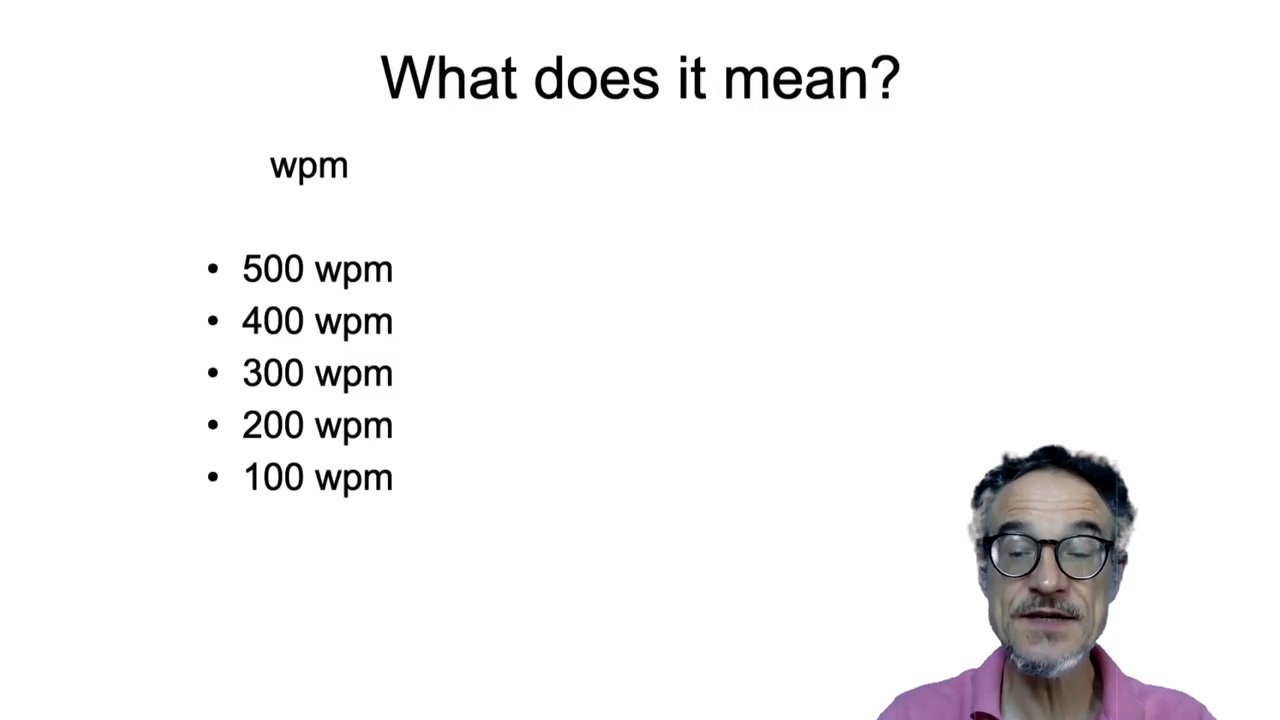 What does it mean?
wpm
• 500 wpm
• 400 wpm
• 300 wpm
• 200 wpm
• 100 wpm